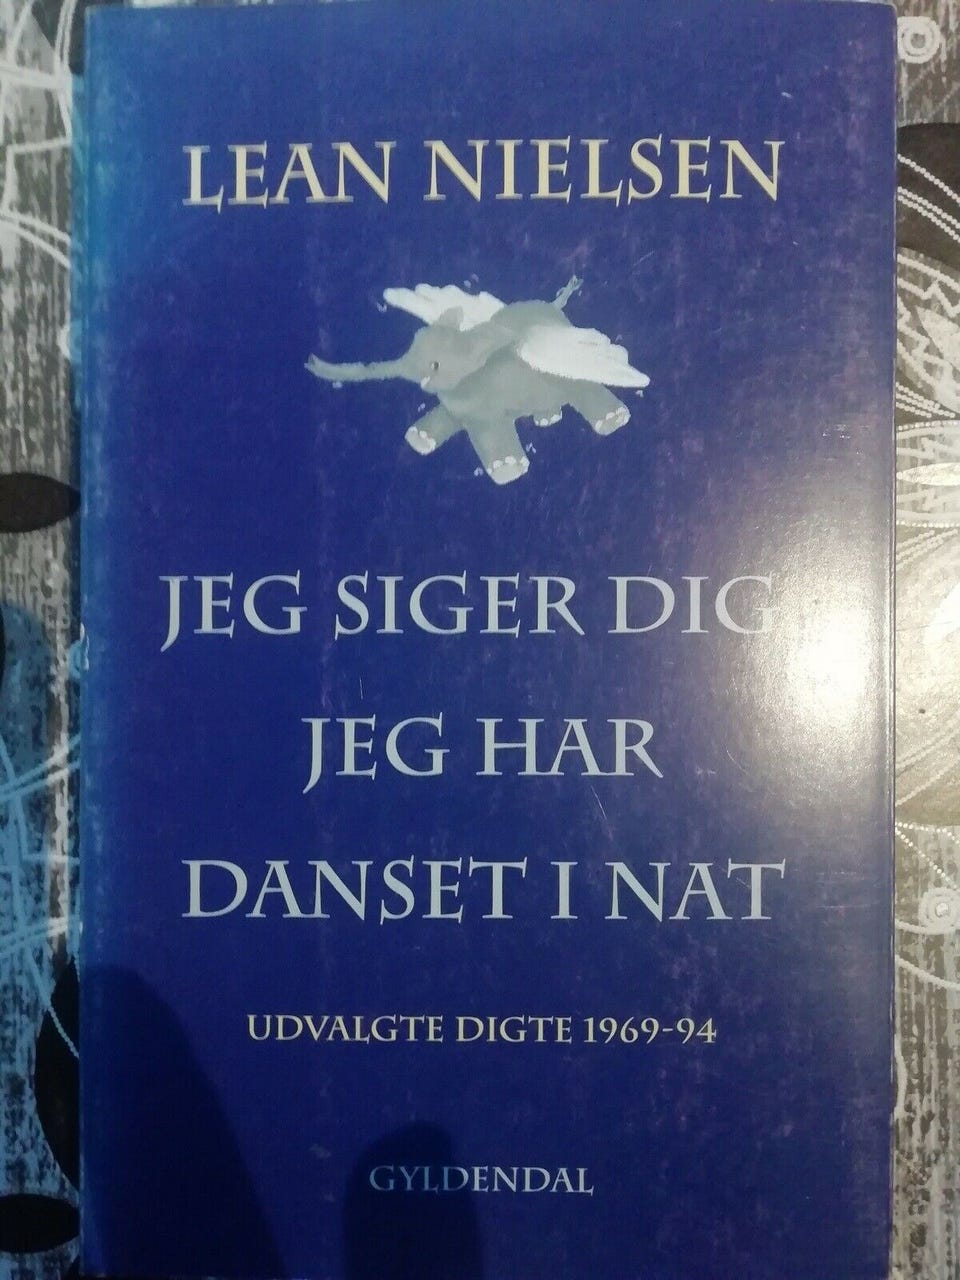 LEAN NIELSEN
JEG SIGER DIG
JEG HAR
DANSET I NAT
UDVALGTE DIGTE 1969-94
GYLDENDAL